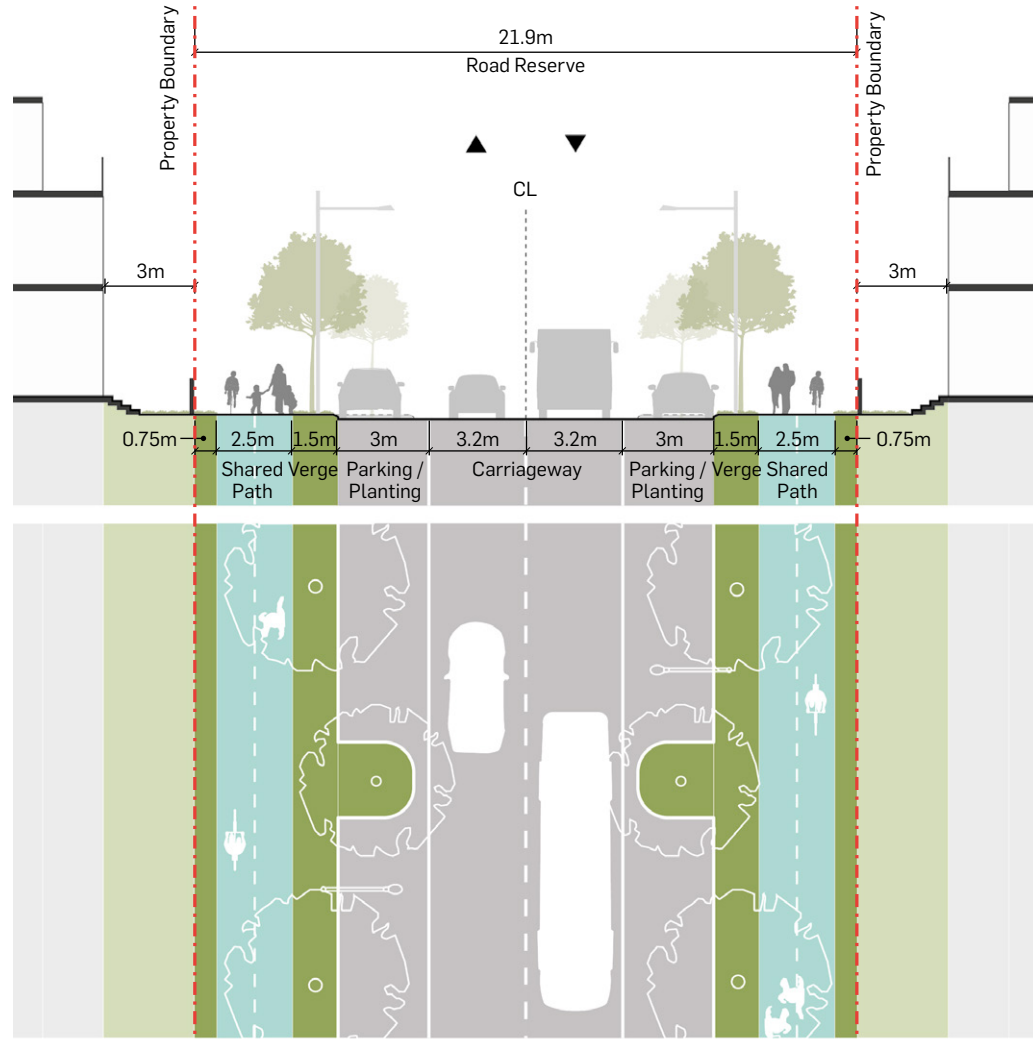 Property Boundary
21.9m
Road Reserve
Property Boundary
CL
3m
3m
0.75m
2.5m
1.5m
3m
3.2m
3.2m
3m
1.5m
2.5m
0.75m
Shared
Path
Verge
Parking /
Planting
Carriageway
Parking /
Planting
Verge
Shared
Path